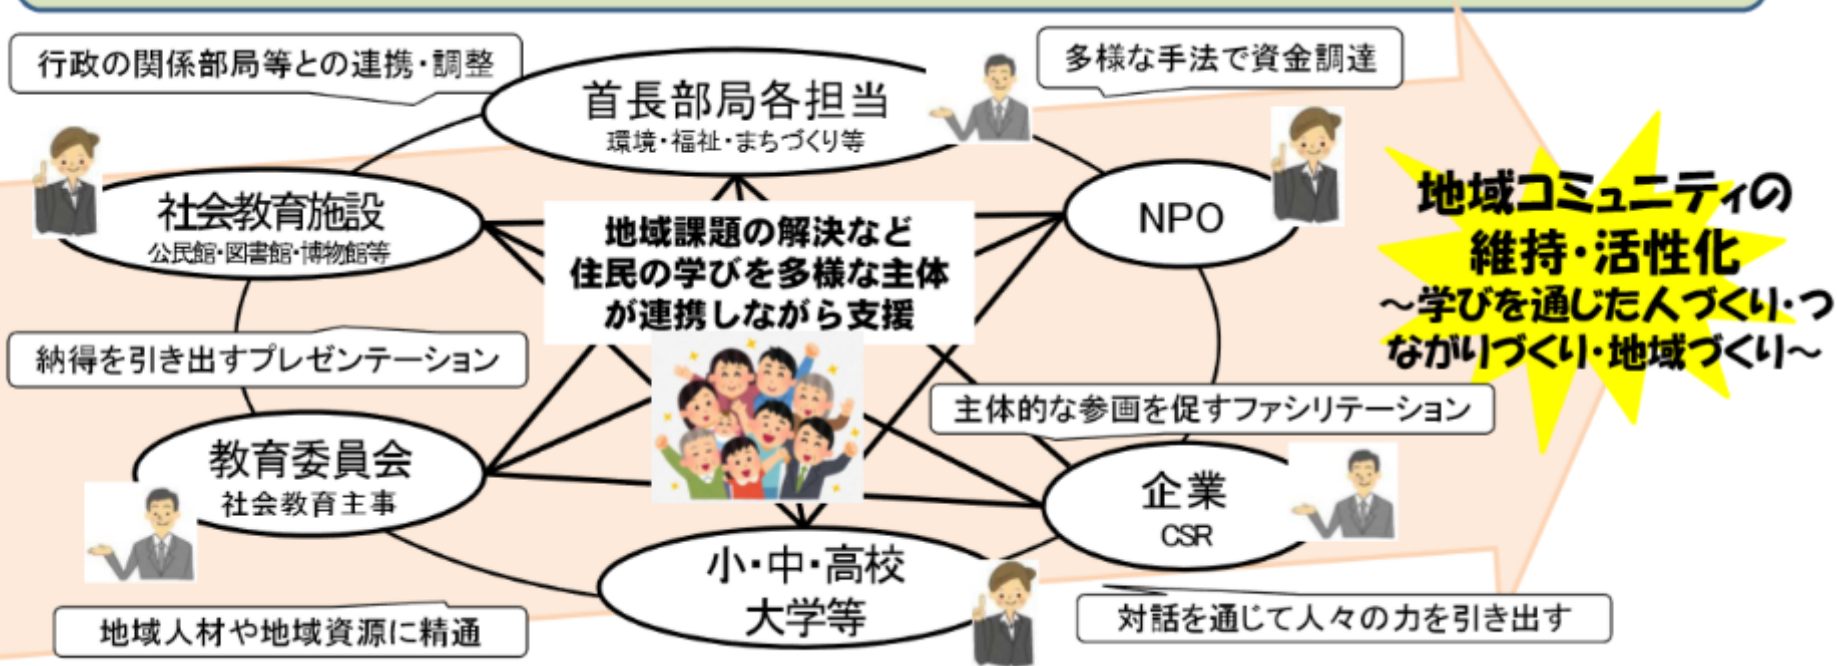 行政の関係部局等との連携・調整
首長部局各担当
環境・福祉・まちづくり等
多様な手法で資金調達
社会教育施設
公民館・図書館・博物館等
地域課題の解決など
住民の学びを多様な主体
が連携しながら支援
NPO
地域コミュニティの
維持・活性化
～学びを通じた人づくり・つ
ながりづくり・地域づくり～
納得を引き出すプレゼンテーション
主体的な参画を促すファシリテーション
教育委員会
社会教育主事
企業
CSR
小・中・高校
大学等
地域人材や地域資源に精通
対話を通じて人々の力を引き出す